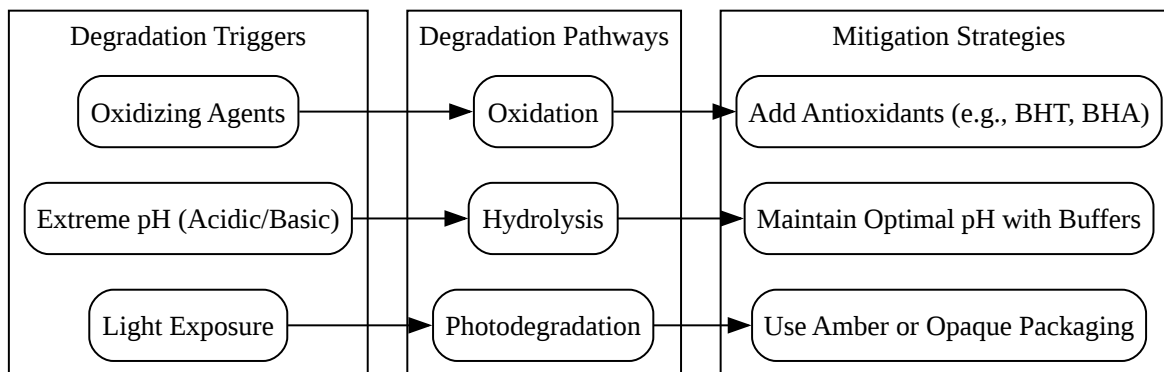 Degradation Triggers
Degradation Pathways
Mitigation Strategies
Oxidizing Agents
Oxidation
Add Antioxidants (e.g., BHT, BHA)
Extreme pH (Acidic/Basic)
Hydrolysis
Maintain Optimal pH with Buffers
Light Exposure
Photodegradation
Use Amber or Opaque Packaging